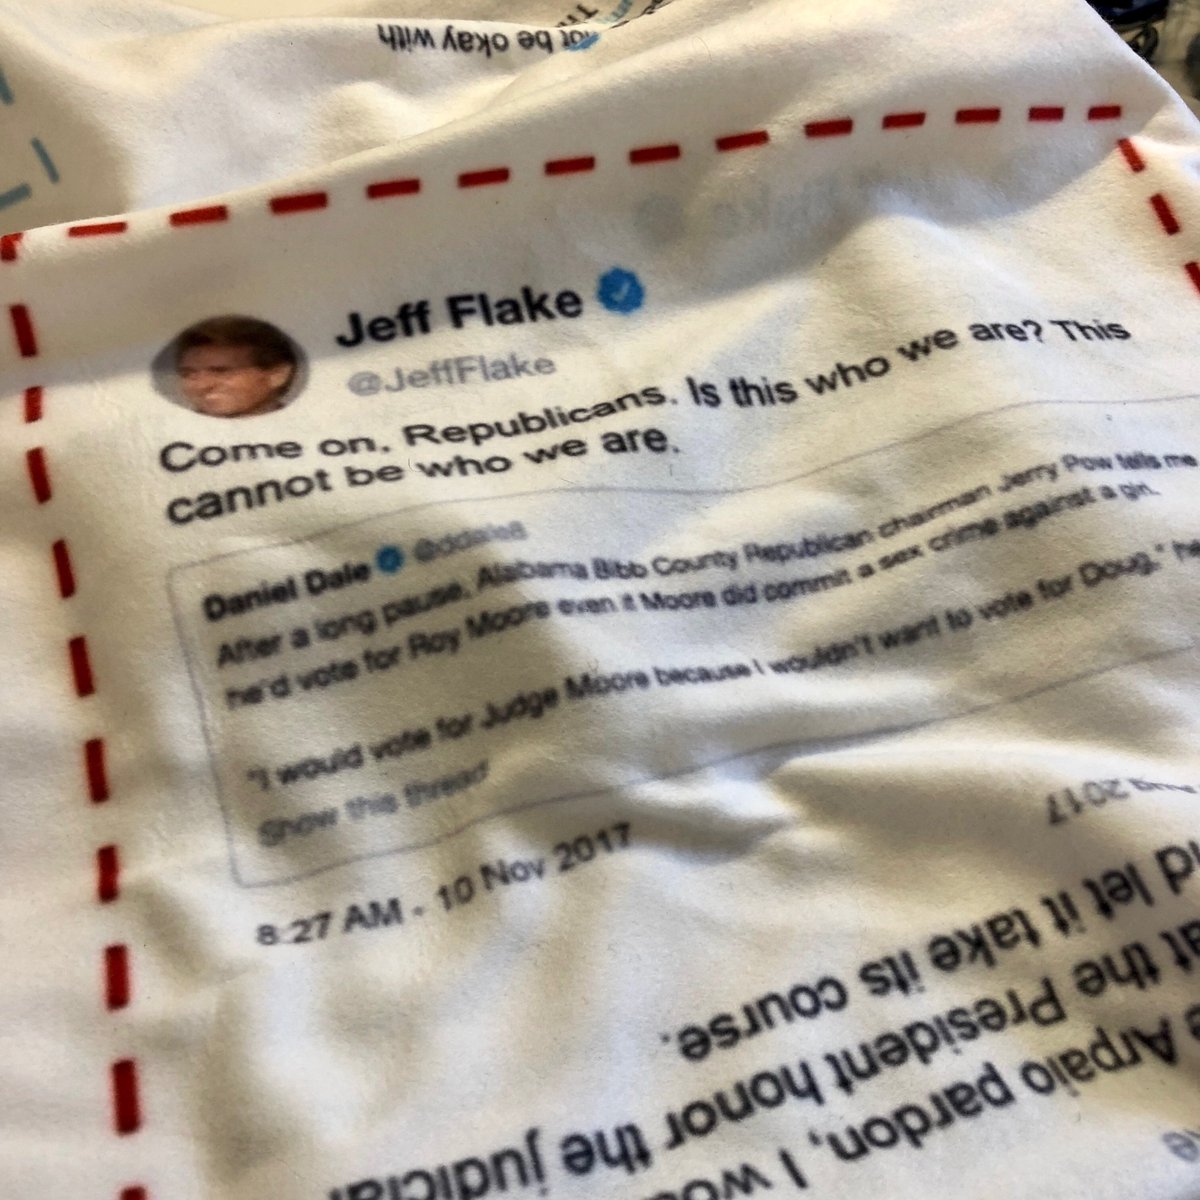 not be okay with
Jeff Flake
@JeffFlake
Come on, Republicans. Is this who we are? This
cannot be who we are.
Daniel Dale @ddale8
After a long pause, Alabama Bibb County Republican chairman Jerry Pow tells me
he'd vote for Roy Moore even if Moore did commit a sex crime against a girl.
"I would vote for Judge Moore because I wouldn't want to vote for Doug," he
Show this thread
8:27 AM - 10 Nov 2017
Arpaio pardon, I
the President honor the judicial
let it take its course.
2017